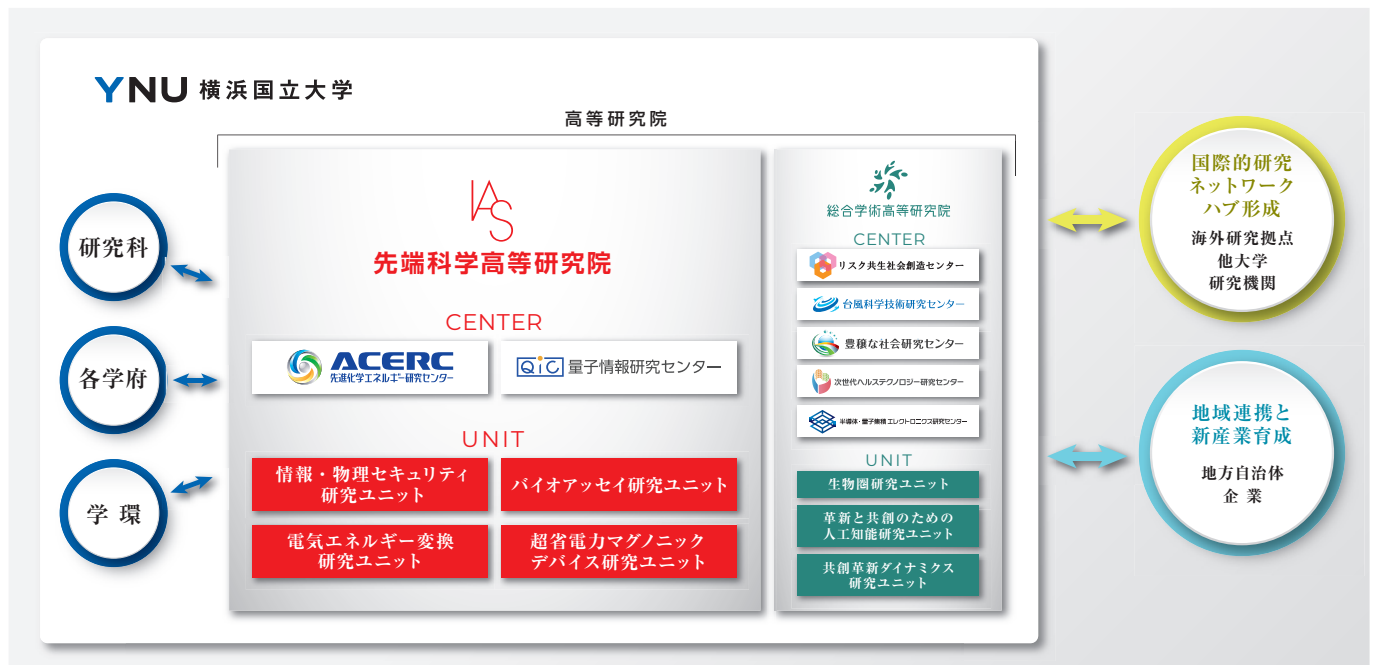 YNU 横浜国立大学
高等研究院
研究科
各学府
学 環
IAS
先端科学高等研究院
CENTER
ACERC
先進化学エネルギー研究センター
QiC 量子情報研究センター
UNIT
情報・物理セキュリティ
研究ユニット
バイオアッセイ研究ユニット
電気エネルギー変換
研究ユニット
超省電力マグノニック
デバイス研究ユニット
総合学術高等研究院
CENTER
リスク共生社会創造センター
台風科学技術研究センター
豊穣な社会研究センター
次世代ヘルステクノロジー研究センター
半導体・量子集積エレクトロニクス研究センター
UNIT
生物圏研究ユニット
革新と共創のための
人工知能研究ユニット
共創革新ダイナミクス
研究ユニット
国際的研究
ネットワーク
ハブ形成
海外研究拠点
他大学
研究機関
地域連携と
新産業育成
地方自治体
企 業